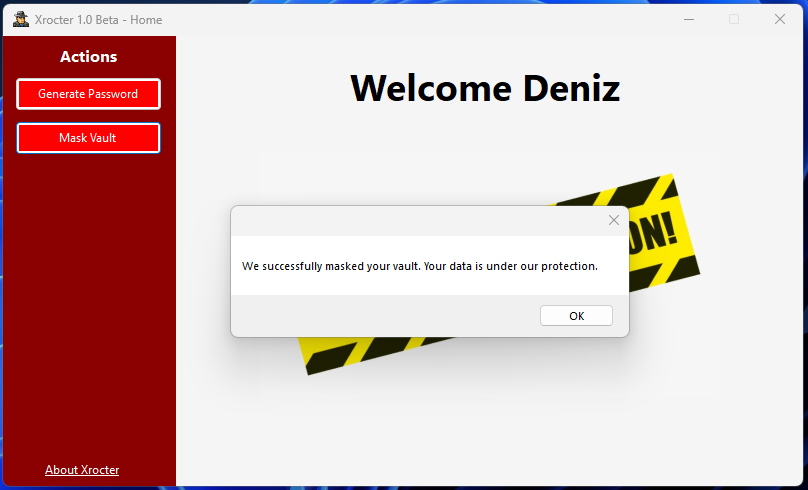 Xrocter 1.0 Beta - Home
Actions
Generate Password
Mask Vault
Welcome Deniz
ON!
We successfully masked your vault. Your data is under our protection.
OK
About Xrocter